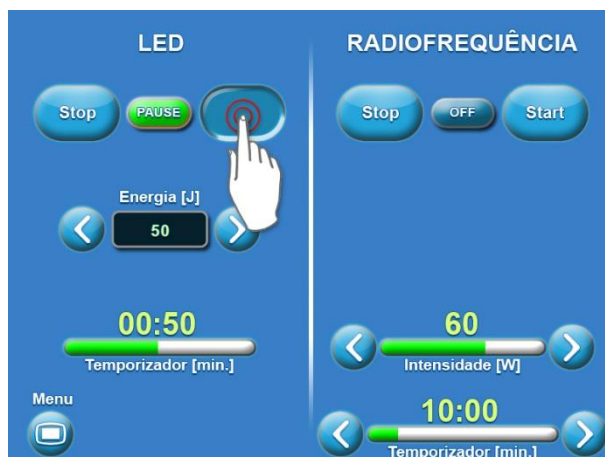 LED
Stop
PAUSE
Energia [J]
50
00:50
Temporizador [min.]
Menu
RADIOFREQUÊNCIA
Stop
OFF
Start
60
Intensidade [W]
10:00
Temporizador [min.]